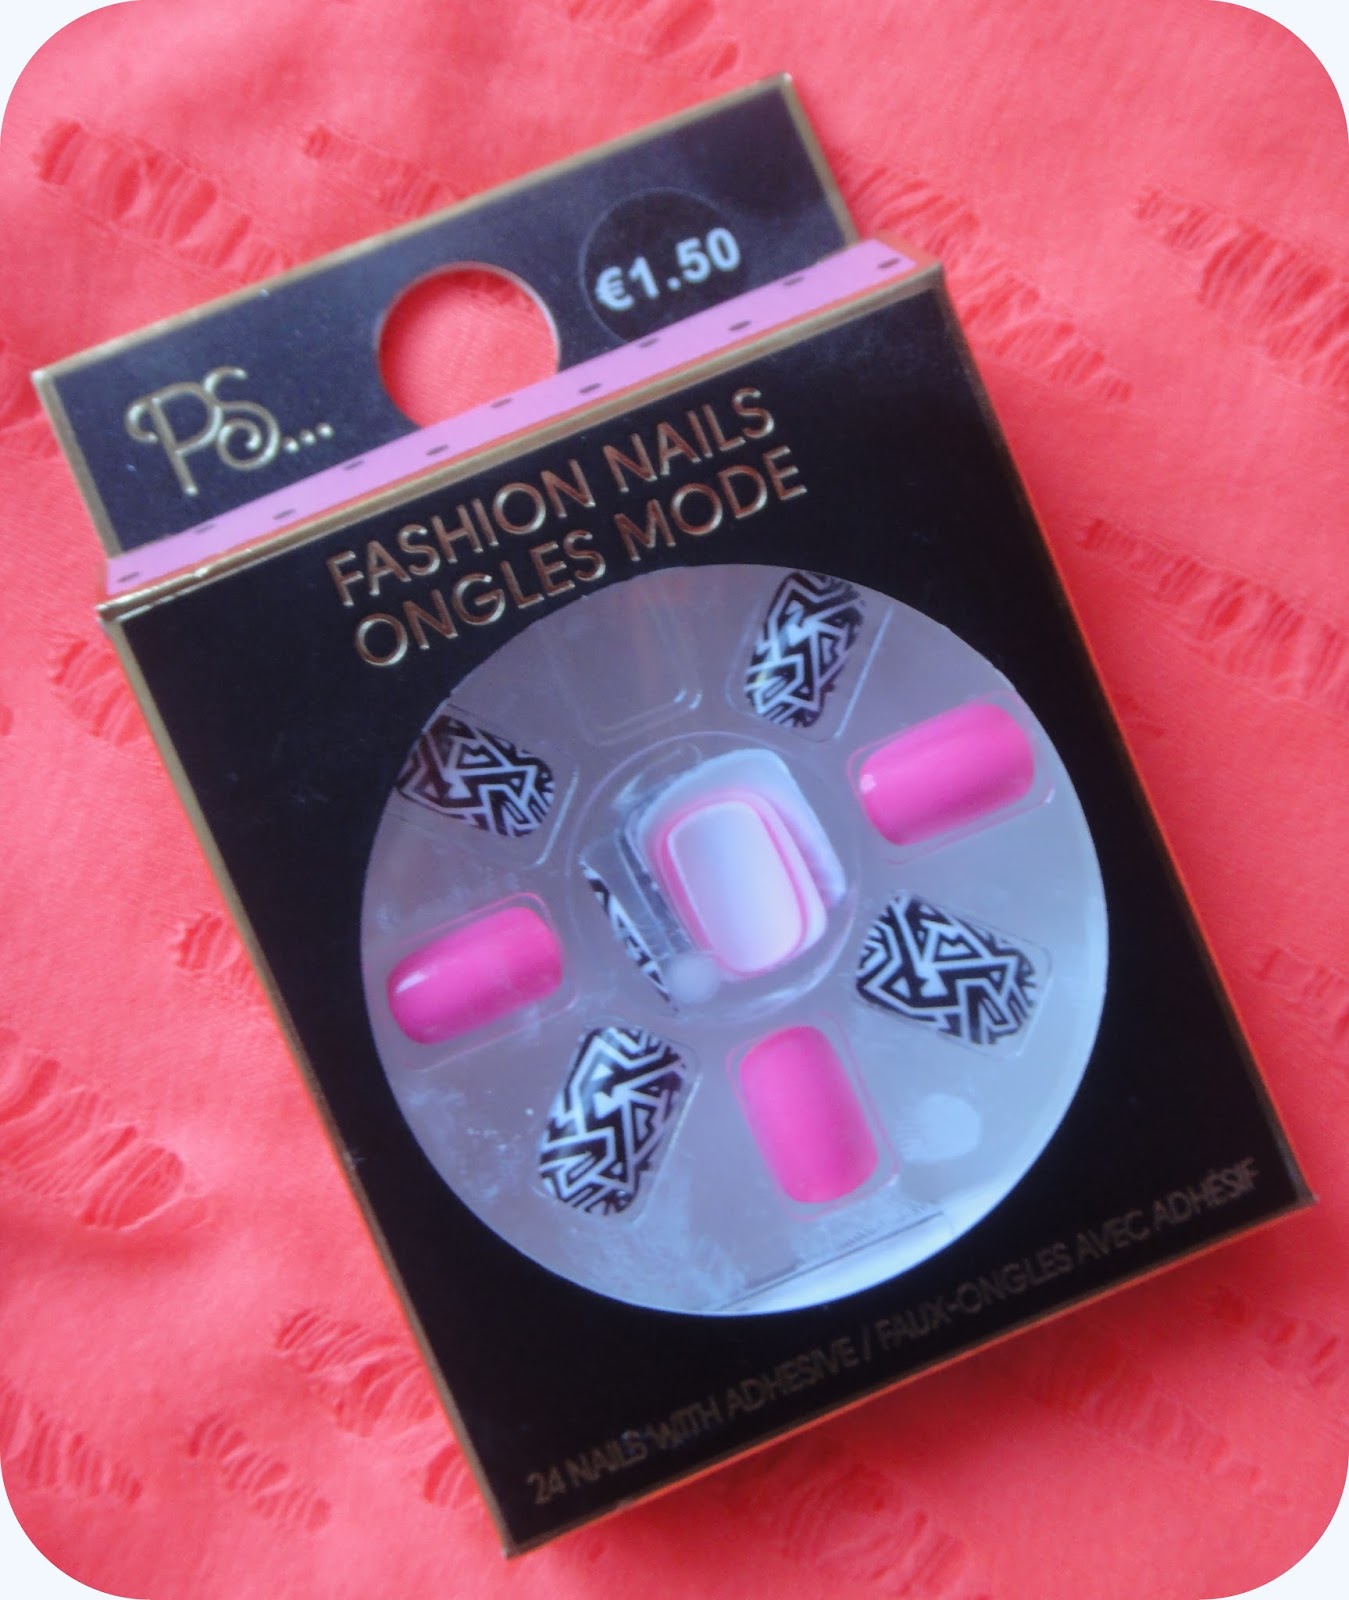 €1.50
PS...
FASHION NAILS
ONGLES MODE
24 NAILS WITH ADHESIVE / FAUX-ONGLES AVEC ADHÉSIF